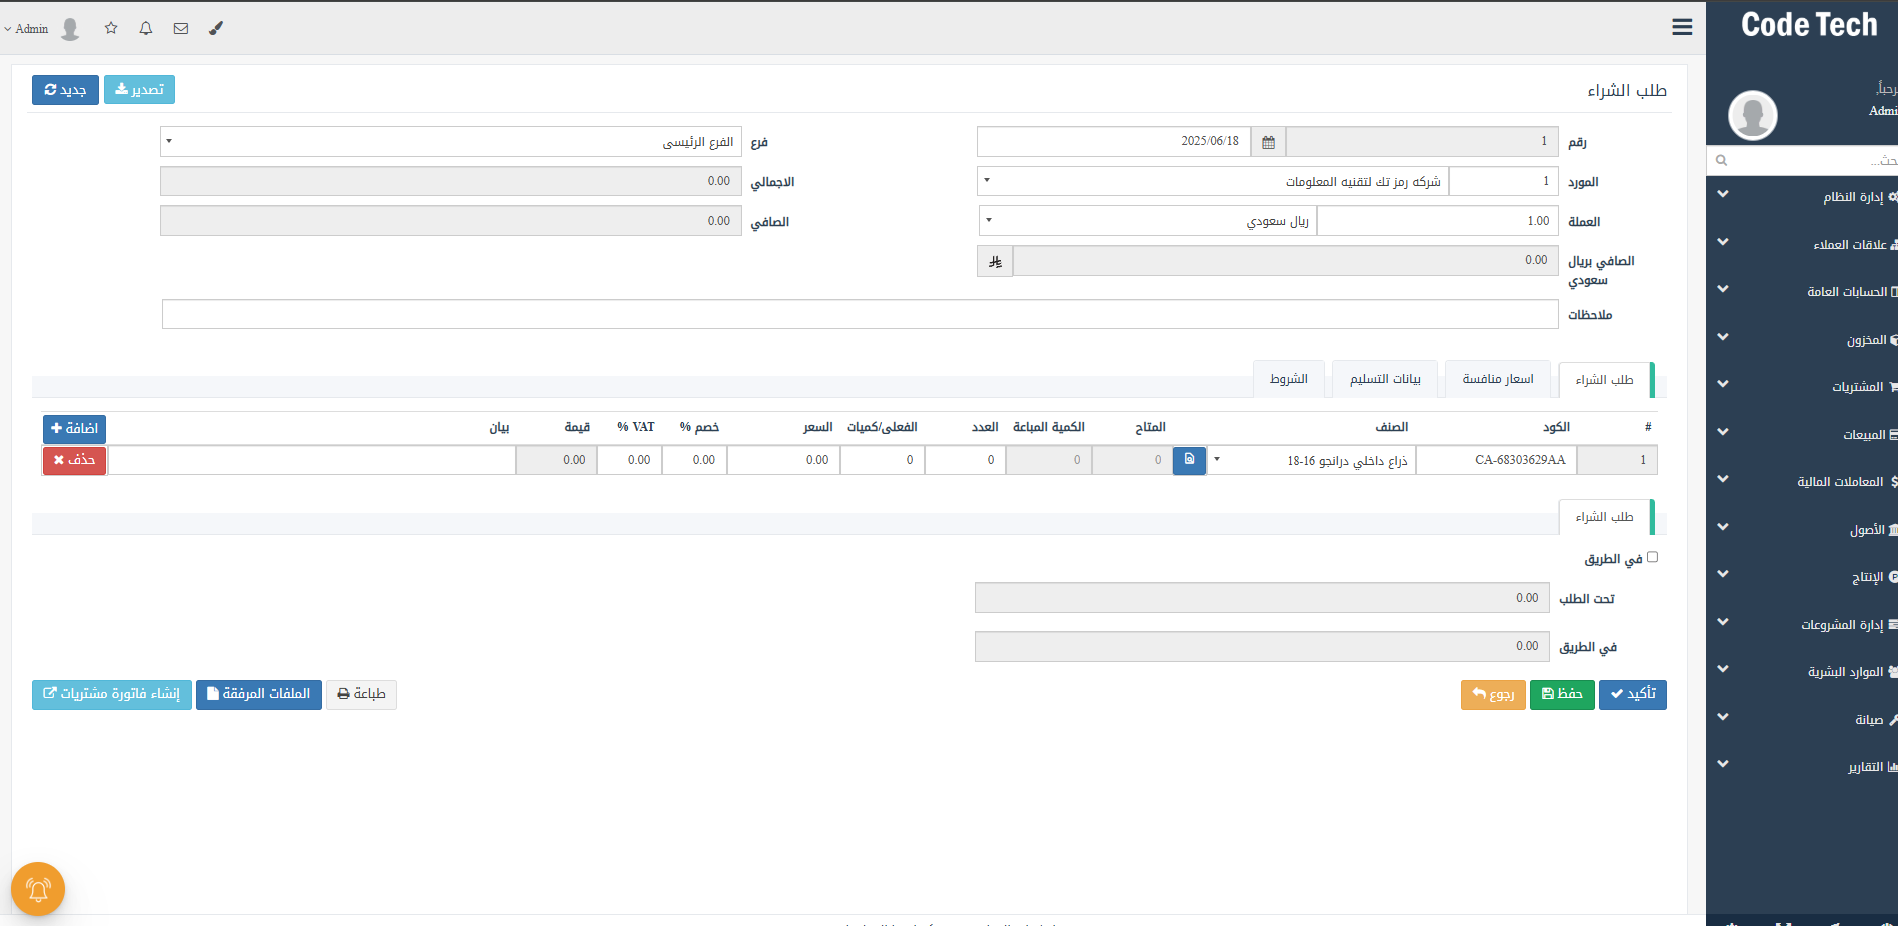 Code Tech
Admin
طلب الشراء
تصدير
جديد
رقم
1
2025/06/18
فرع
الفرع الرئيسى
المورد
1
شركه رمز تك لتقنيه المعلومات
الاجمالي
0.00
العملة
1.00
ريال سعودي
الصافي
0.00
الصافي بريال
سعودي
0.00
ملاحظات
طلب الشراء
اسعار منافسة
بيانات التسليم
الشروط
# الكود الصنف المتاح الكمية المباعة العدد الفعلى/كميات السعر خصم % VAT % قيمة بيان اضافة
1 CA-68303629AA ذراع داخلي درانجو 16-18 0 0 0 0 0.00 0.00 0.00 0.00 حذف
طلب الشراء
في الطريق
تحت الطلب
0.00
في الطريق
0.00
تأكيد
حفظ
رجوع
طباعة
الملفات المرفقة
إنشاء فاتورة مشتريات
إدارة النظام
علاقات العملاء
الحسابات العامة
المخزون
المشتريات
المبيعات
المعاملات المالية
الأصول
الإنتاج
إدارة المشروعات
الموارد البشرية
صيانة
التقارير